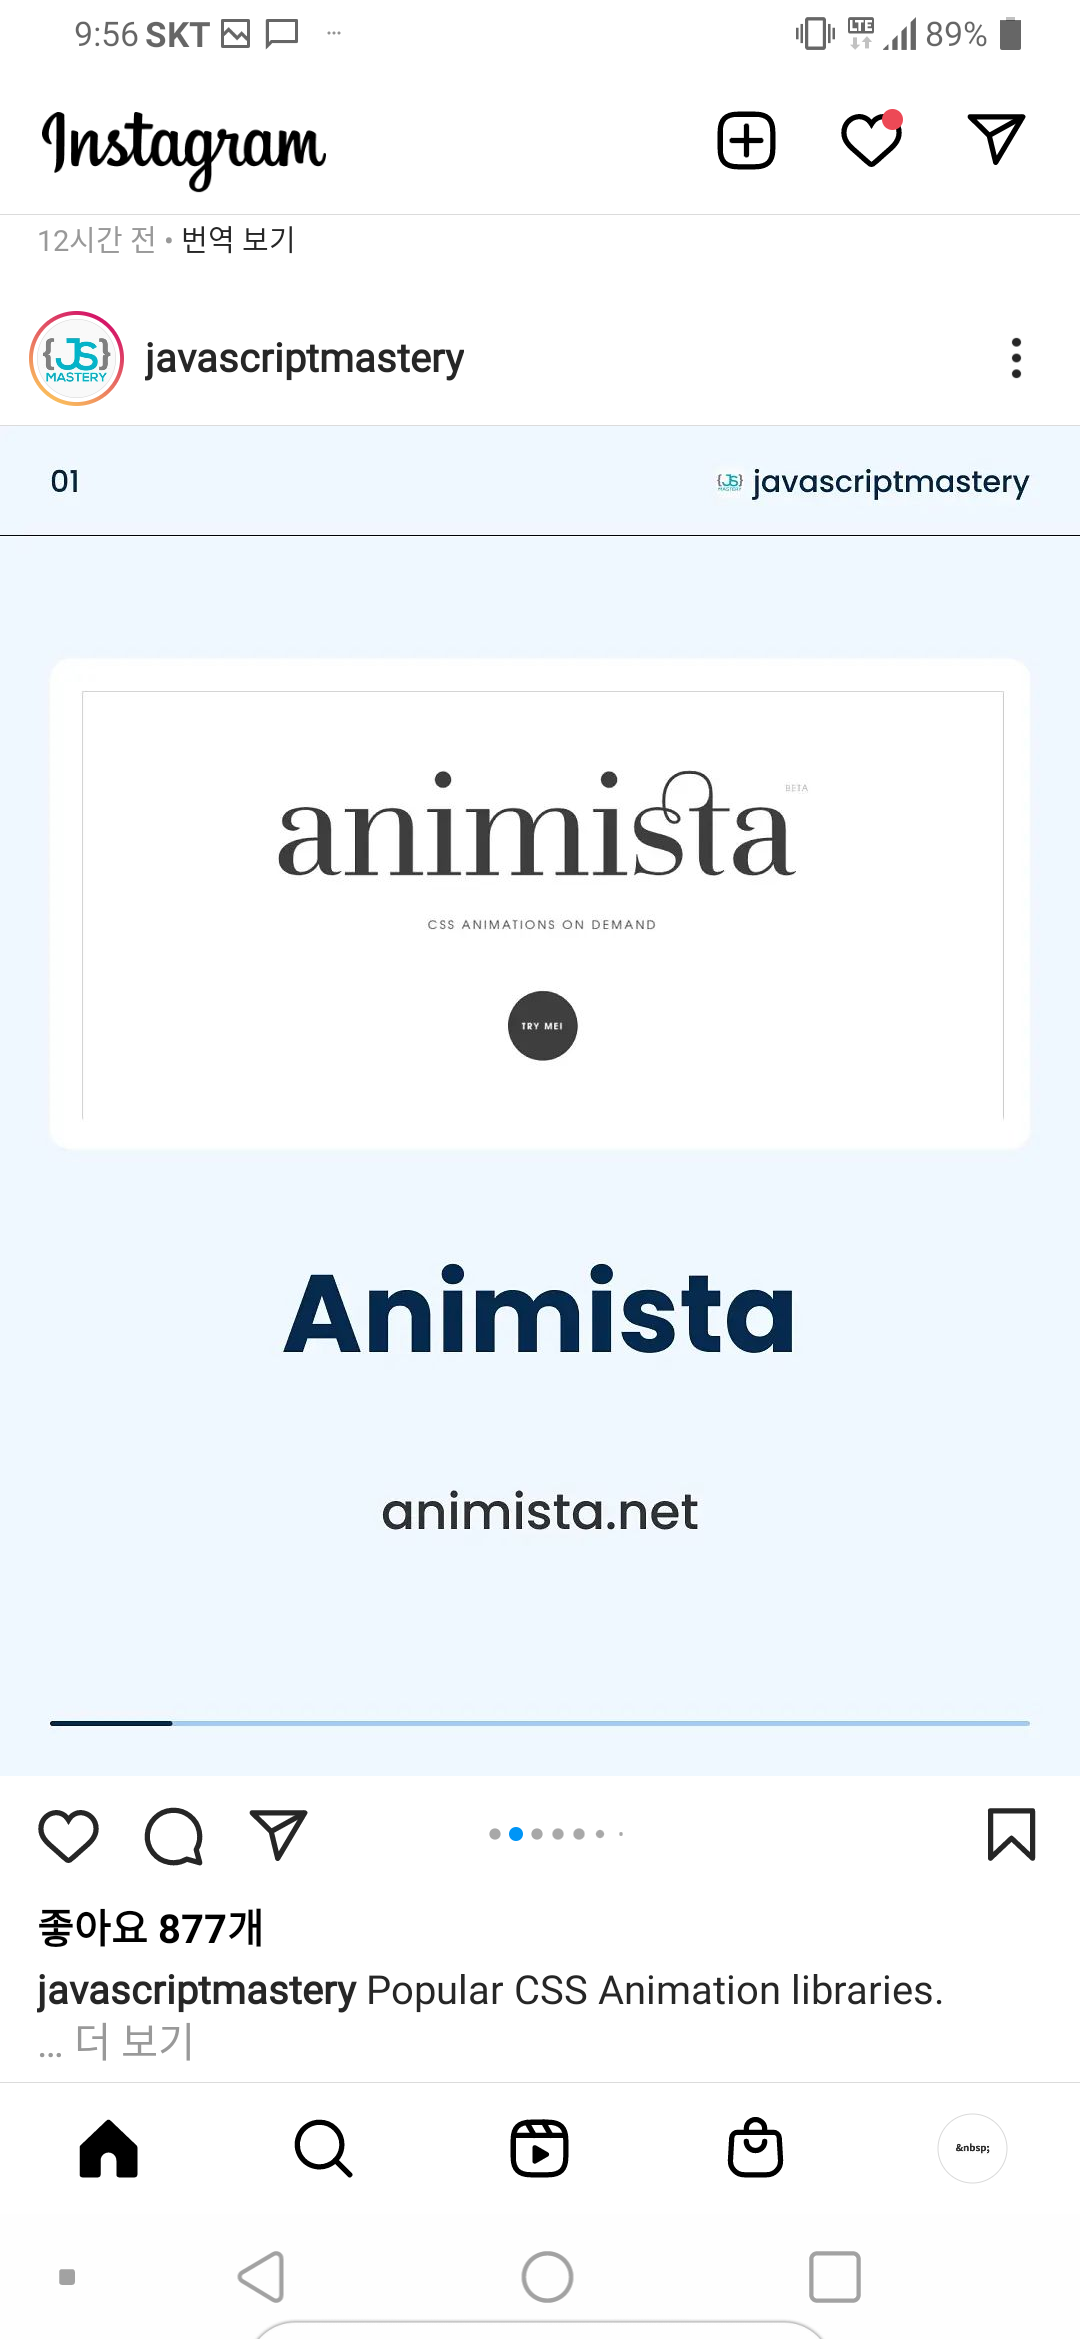 9:56 SKT ... LTE 89%
Instagram
12시간 전 • 번역 보기
{JS} MASTERY
javascriptmastery
01
{JS} MASTERY javascriptmastery
animista BETA
CSS ANIMATIONS ON DEMAND
TRY ME!
Animista
animista.net
좋아요 877개
javascriptmastery Popular CSS Animation libraries.
... 더 보기
&nbsp;